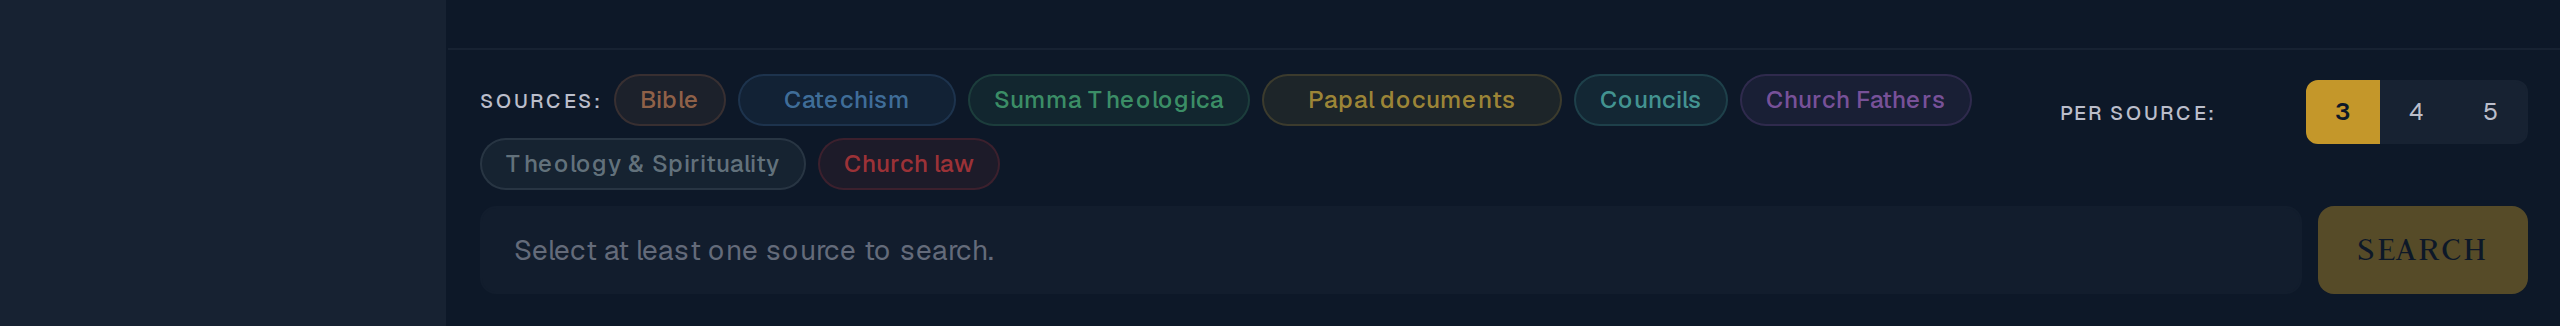 SOURCES: Bible Catechism Summa Theologica Papal documents Councils Church Fathers
PER SOURCE: 3 4 5
Theology & Spirituality Church law
Select at least one source to search.
SEARCH